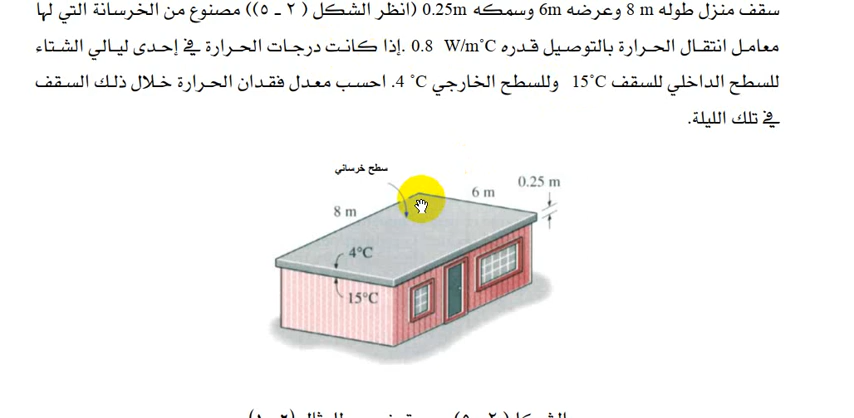 سقف منزل طوله 8 m وعرضه 6m وسمكه 0.25m (انظر الشكل ( ٢ - ٥)) مصنوع من الخرسانة التي لها
معامل انتقال الحرارة بالتوصيل قدره 0.8 W/m°C .إذا كانت درجات الحرارة في إحدى ليالي الشتاء
للسطح الداخلي للسقف 15°C وللسطح الخارجي 4 °C. احسب معدل فقدان الحرارة خلال ذلك السقف
في تلك الليلة.
سطح خرساني
0.25 m
6 m
8 m
4°C
15°C